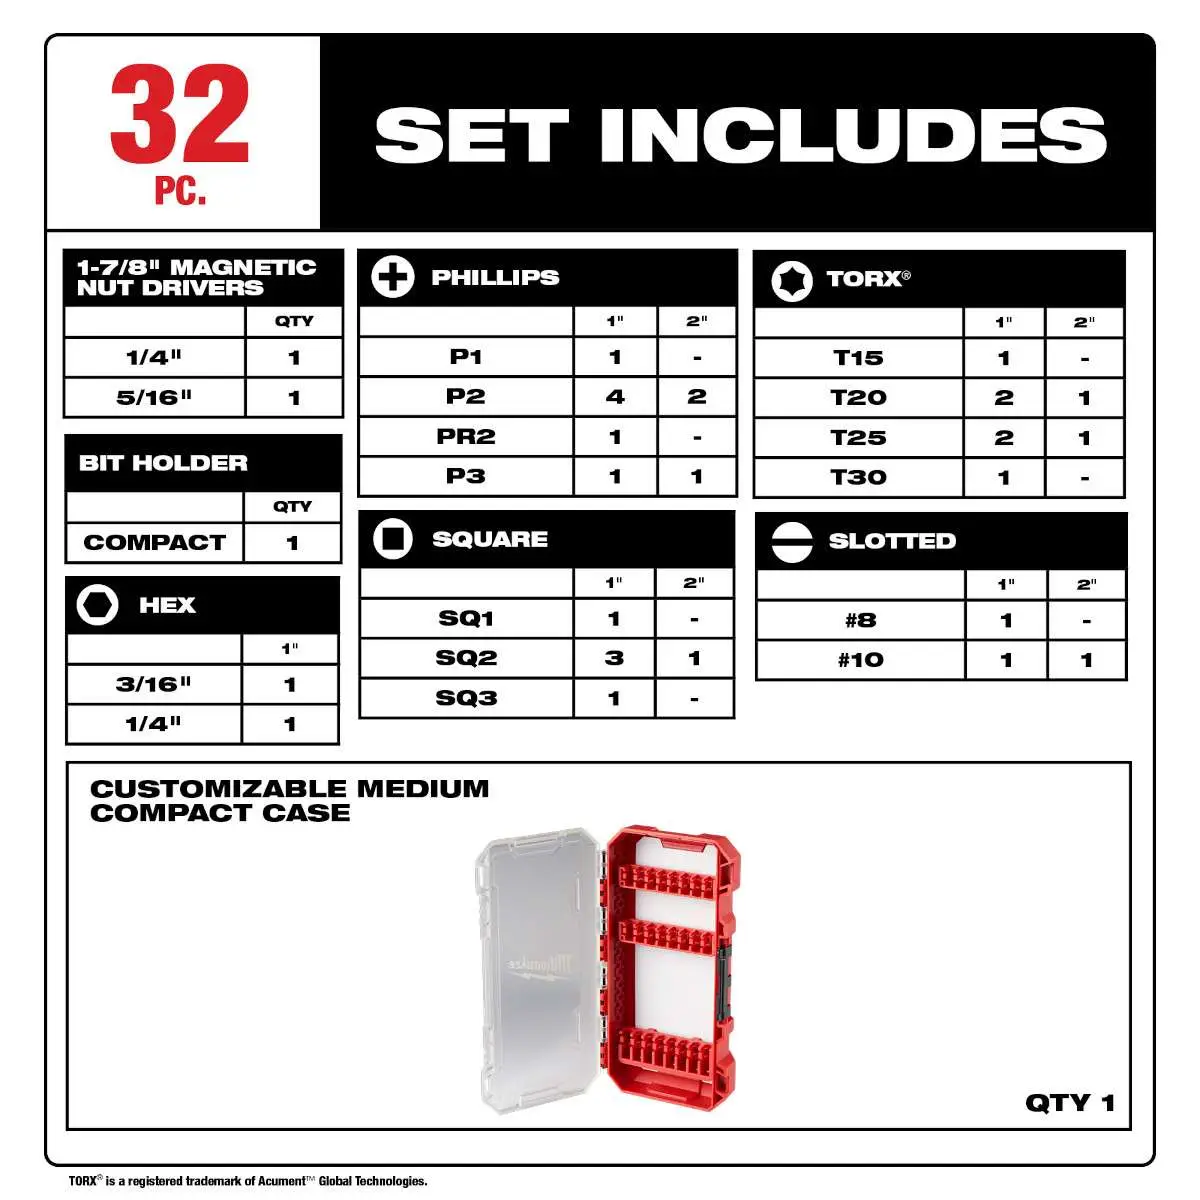 32
PC.
SET INCLUDES
1-7/8" MAGNETIC
NUT DRIVERS
QTY
1/4" 1
5/16" 1
BIT HOLDER
QTY
COMPACT 1
HEX
1"
3/16" 1
1/4" 1
PHILLIPS
1" 2"
P1 1 -
P2 4 2
PR2 1 -
P3 1 1
SQUARE
1" 2"
SQ1 1 -
SQ2 3 1
SQ3 1 -
TORX®
1" 2"
T15 1 -
T20 2 1
T25 2 1
T30 1 -
SLOTTED
1" 2"
#8 1 -
#10 1 1
CUSTOMIZABLE MEDIUM
COMPACT CASE
Milwaukee
QTY 1
TORX® is a registered trademark of Acument™ Global Technologies.